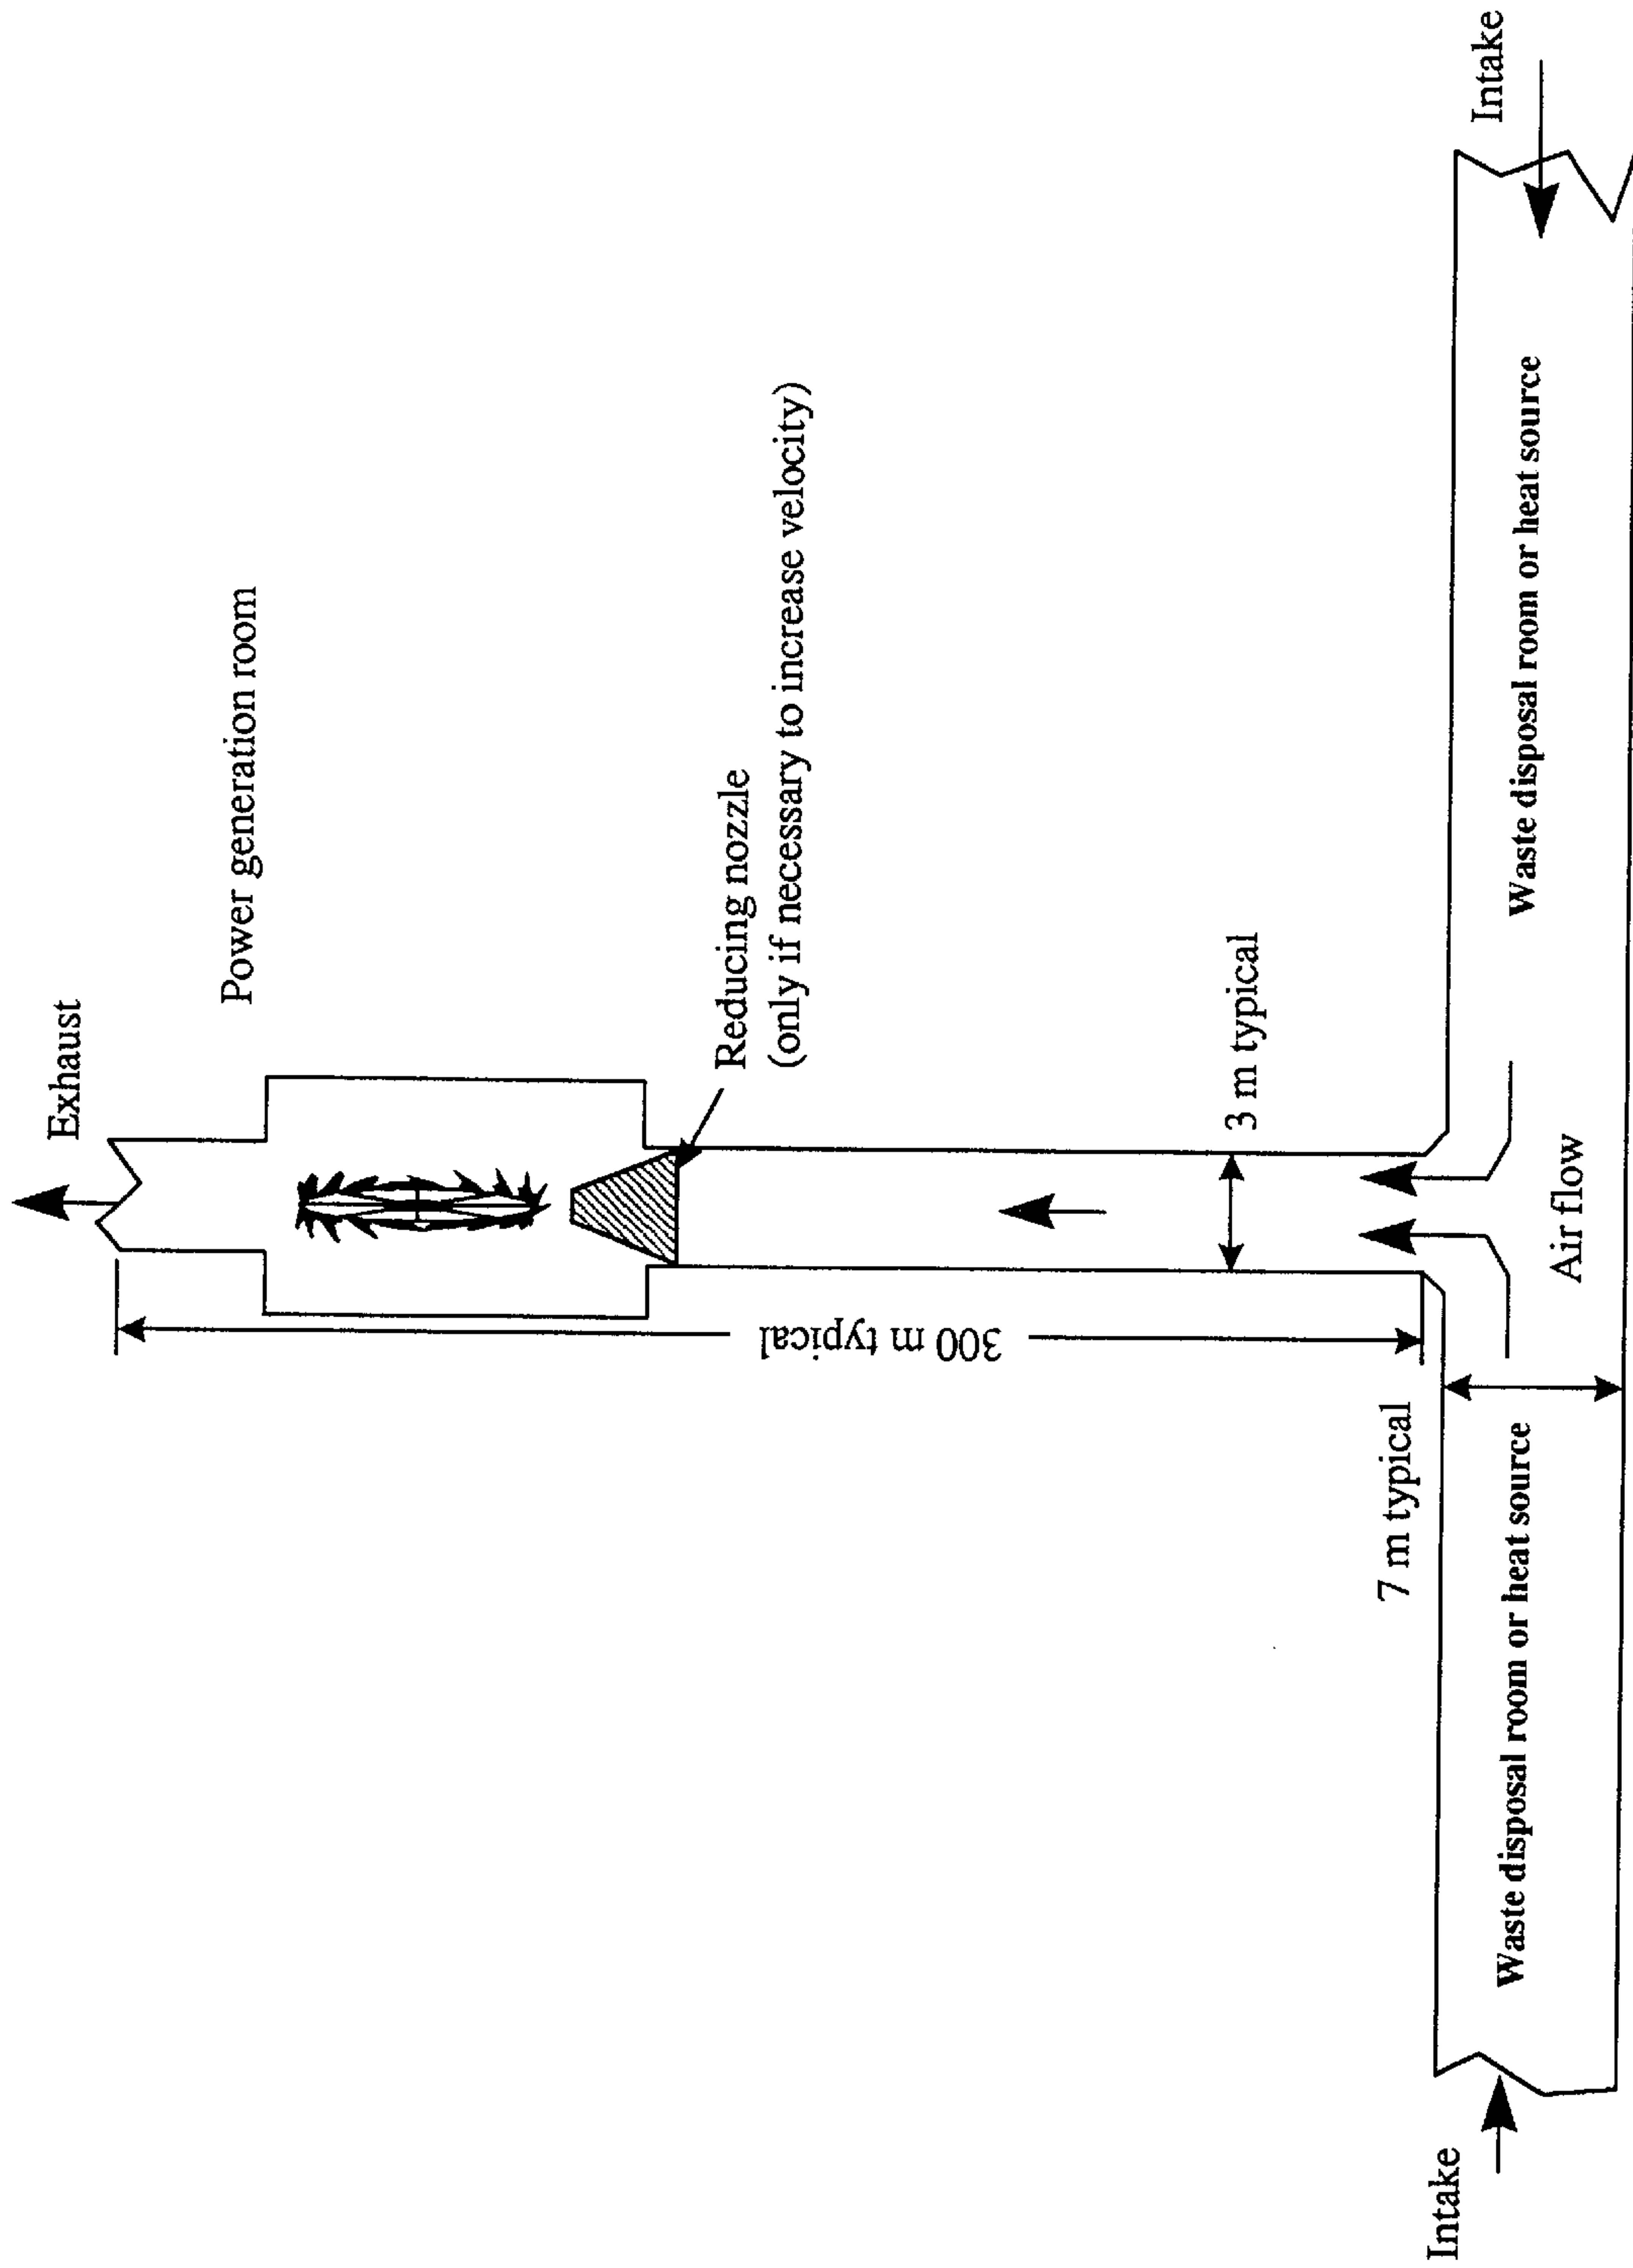 Exhaust
Power generation room
Reducing nozzle
(only if necessary to increase velocity)
300 m typical
3 m typical
7 m typical
Intake
Waste disposal room or heat source
Air flow
Waste disposal room or heat source
Intake